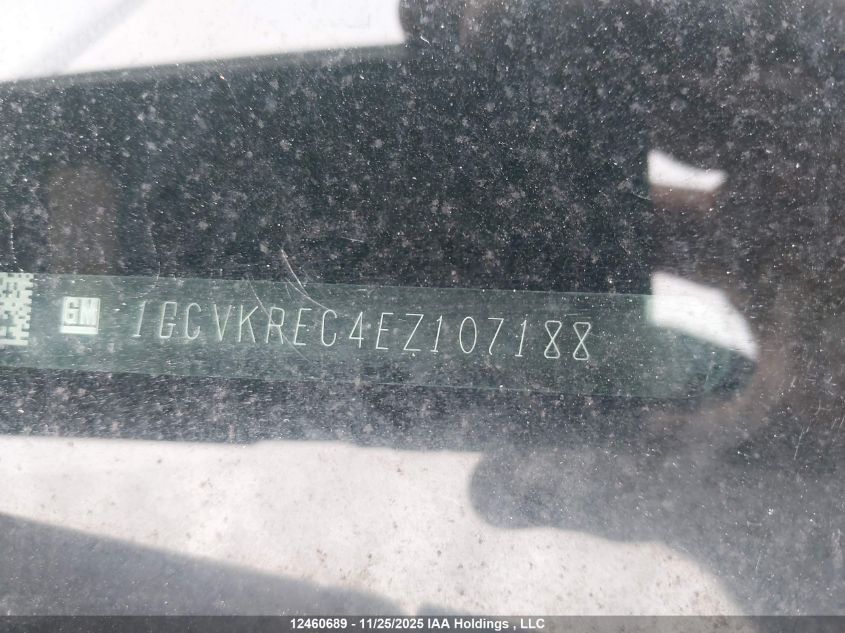 GM 1GCVKREC4EZ107188
12460689 - 11/25/2025 IAA Holdings , LLC